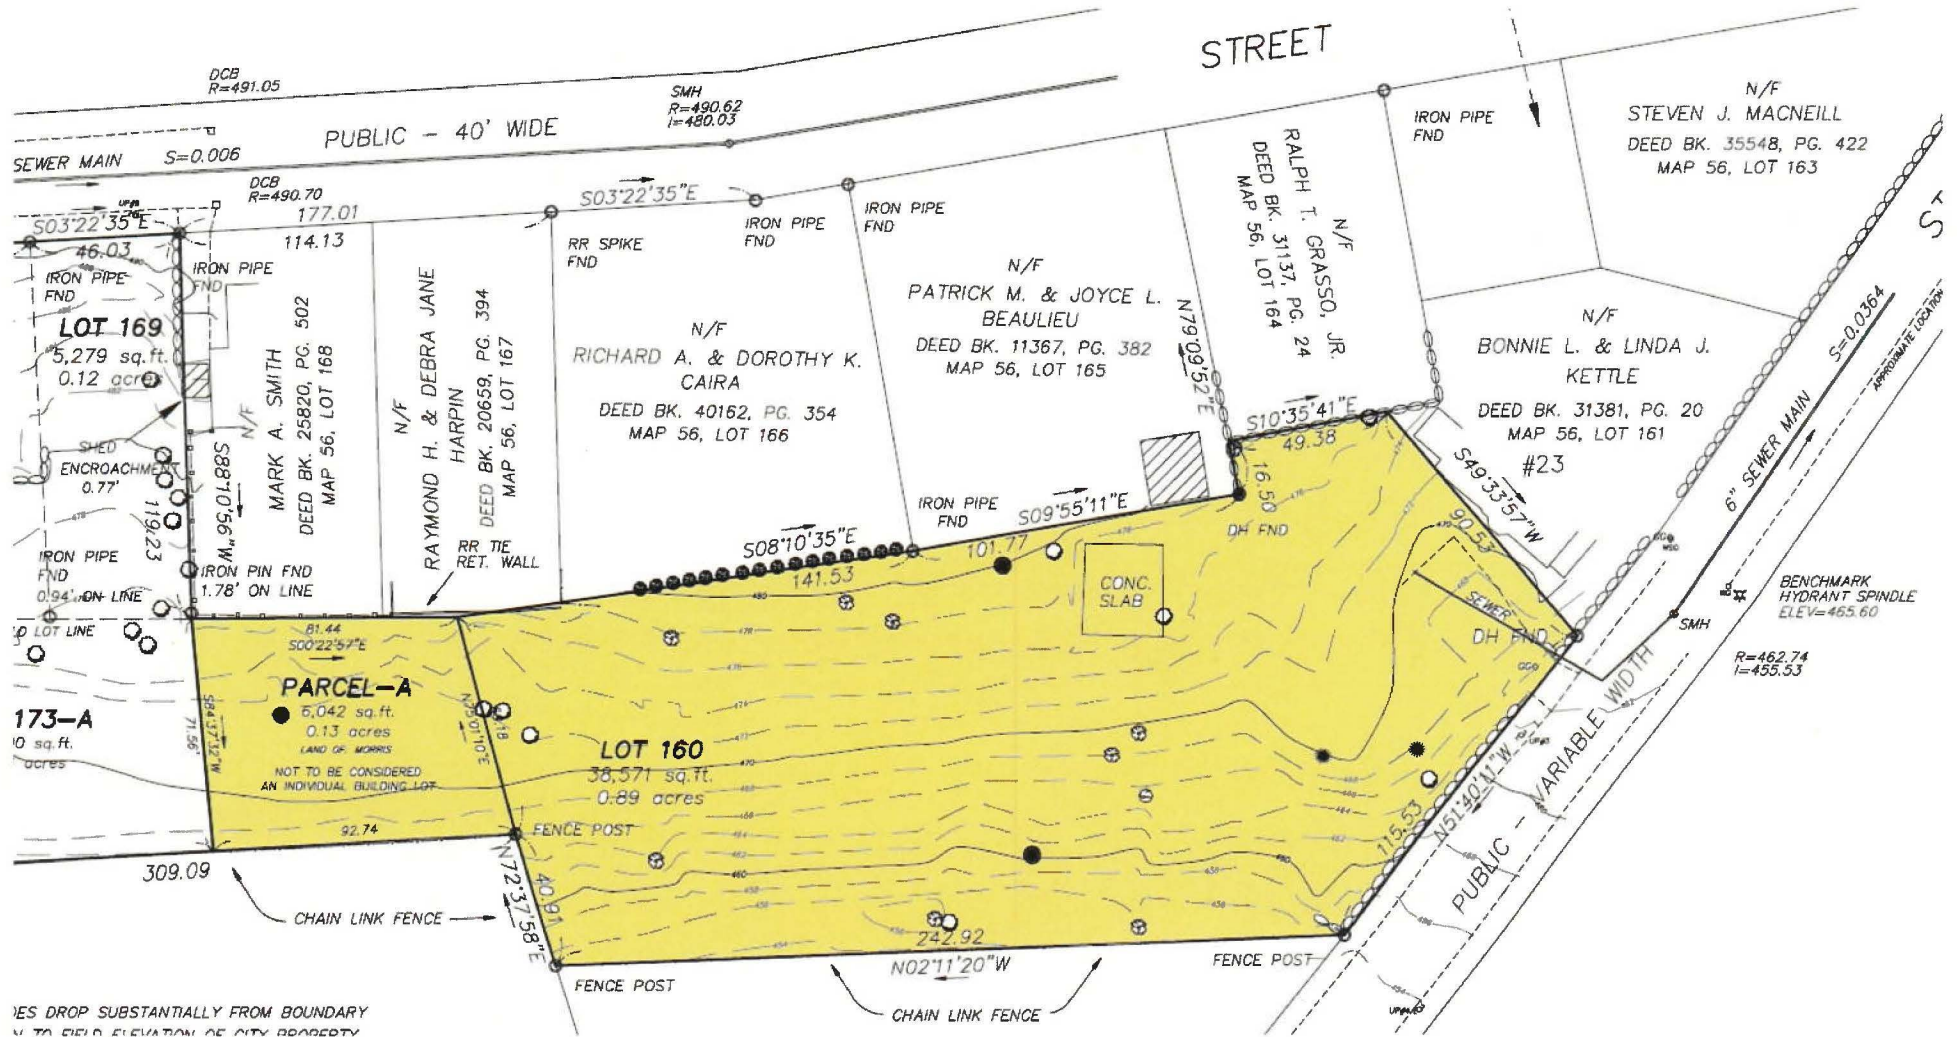 STREET
DCB
R=491.05
SMH
R=490.62
I=480.03
PUBLIC - 40' WIDE
SEWER MAIN
S=0.006
DCB
R=490.70
S03°22'35"E
46.03
177.01
114.13
S03°22'35"E
IRON PIPE
FND
IRON PIPE
FND
RR SPIKE
FND
IRON PIPE
FND
IRON PIPE
FND
IRON PIPE
FND
N/F
STEVEN J. MACNEILL
DEED BK. 35548, PG. 422
MAP 56, LOT 163
LOT 169
5,279 sq.ft.
0.12 acres
SHED
ENCROACHMENT
0.77'
119.23
S88°10'56"W
N/F
MARK A. SMITH
DEED BK. 25820, PG. 502
MAP 56, LOT 168
N/F
RAYMOND H. & DEBRA JANE
HARPIN
DEED BK. 20659, PG. 394
MAP 56, LOT 167
N/F
RICHARD A. & DOROTHY K.
CAIRA
DEED BK. 40162, PG. 354
MAP 56, LOT 166
N/F
PATRICK M. & JOYCE L.
BEAULIEU
DEED BK. 11367, PG. 382
MAP 56, LOT 165
N79°09'52"E
N/F
RALPH T. GRASSO, JR.
DEED BK. 31137, PG. 24
MAP 56, LOT 164
N/F
BONNIE L. & LINDA J.
KETTLE
DEED BK. 31381, PG. 20
MAP 56, LOT 161
#23
S=0.0364
6" SEWER MAIN
APPROXIMATE LOCATION
ST
S10°35'41"E
49.38
16.50
S49°33'57"W
90.53
IRON PIPE
FND
S09°55'11"E
101.77
DH FND
S08°10'35"E
141.53
RR TIE
RET. WALL
IRON PIPE
FND
0.94' ON LINE
IRON PIN FND
1.78' ON LINE
LOT LINE
CONC.
SLAB
SEWER
DH FND
BENCHMARK
HYDRANT SPINDLE
ELEV=465.60
SMH
R=462.74
I=455.53
81.44
S00°22'57"E
PARCEL-A
6,042 sq.ft.
0.13 acres
LAND OF MORRIS
NOT TO BE CONSIDERED
AN INDIVIDUAL BUILDING LOT
S84°37'32"W
71.56'
173-A
sq.ft.
acres
N25°01'10"E
LOT 160
38,571 sq.ft.
0.89 acres
92.74
FENCE POST
309.09
CHAIN LINK FENCE
N72°37'58"E
40.91
115.53
N51°40'11"W
PUBLIC - VARIABLE WIDTH
242.92
N02°11'20"W
FENCE POST
FENCE POST
CHAIN LINK FENCE
DROP SUBSTANTIALLY FROM BOUNDARY
TO FIELD ELEVATION OF CITY PROPERTY